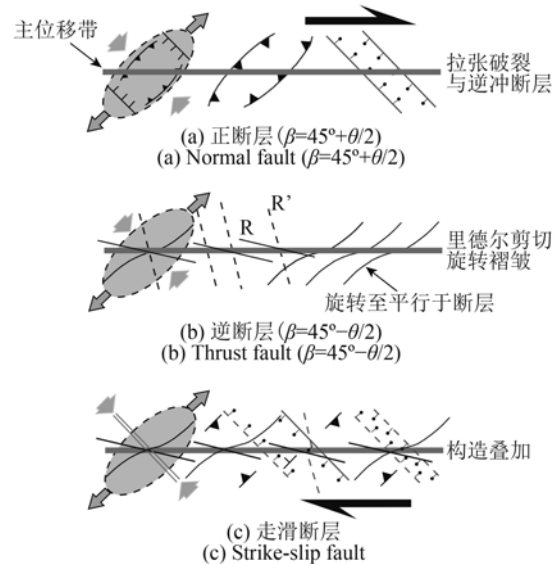 主位移带
拉张破裂
与逆冲断层
(a) 正断层 (β=45º+θ/2)
(a) Normal fault (β=45º+θ/2)
R'
R
里德尔剪切
旋转褶皱
旋转至平行于断层
(b) 逆断层 (β=45º−θ/2)
(b) Thrust fault (β=45º−θ/2)
构造叠加
(c) 走滑断层
(c) Strike-slip fault